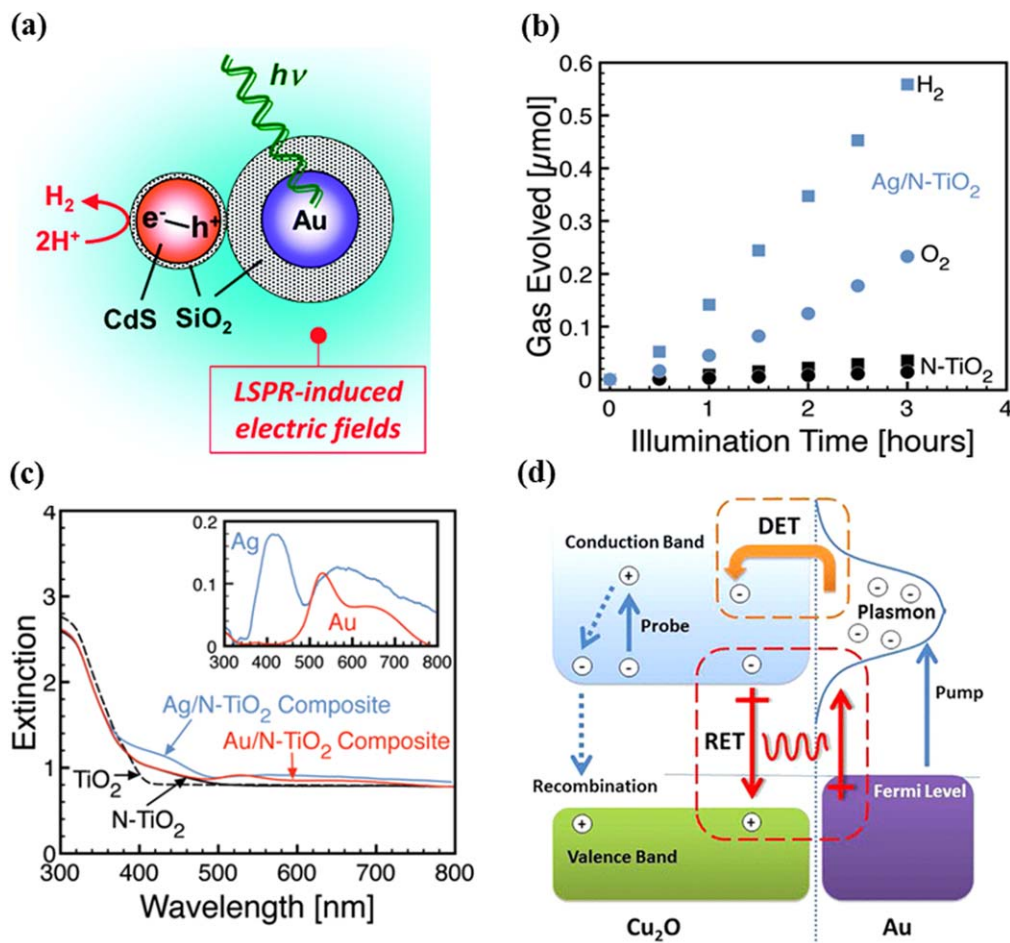 (a)
hν
H₂
2H⁺
e⁻
h⁺
Au
CdS
SiO₂
LSPR-induced
electric fields
(b)
Gas Evolved [µmol]
0.6
0.5
0.4
0.3
0.2
0.1
0
H₂
Ag/N-TiO₂
O₂
N-TiO₂
0 1 2 3 4
Illumination Time [hours]
(c)
Extinction
4
3
2
1
0
0.2
0.1
0
Ag
Au
300 400 500 600 700 800
Ag/N-TiO₂ Composite
Au/N-TiO₂ Composite
TiO₂
N-TiO₂
300 400 500 600 700 800
Wavelength [nm]
(d)
DET
Conduction Band
+
-
-
-
Probe
-
-
-
-
Plasmon
-
Pump
RET
Recombination
Fermi Level
+
+
Valence Band
Cu₂O
Au